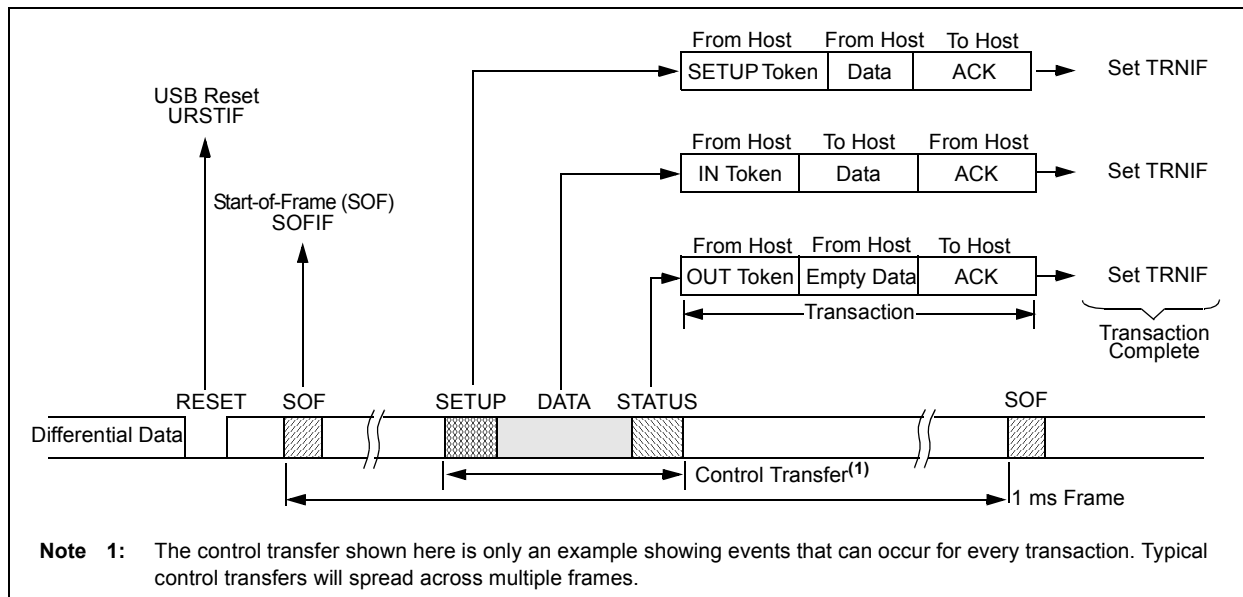 From Host From Host To Host
SETUP Token Data ACK Set TRNIF
USB Reset
URSTIF
From Host To Host From Host
IN Token Data ACK Set TRNIF
Start-of-Frame (SOF)
SOFIF
From Host From Host To Host
OUT Token Empty Data ACK Set TRNIF
Transaction
Transaction
Complete
RESET SOF SETUP DATA STATUS SOF
Differential Data
Control Transfer(1)
1 ms Frame
Note 1: The control transfer shown here is only an example showing events that can occur for every transaction. Typical
control transfers will spread across multiple frames.